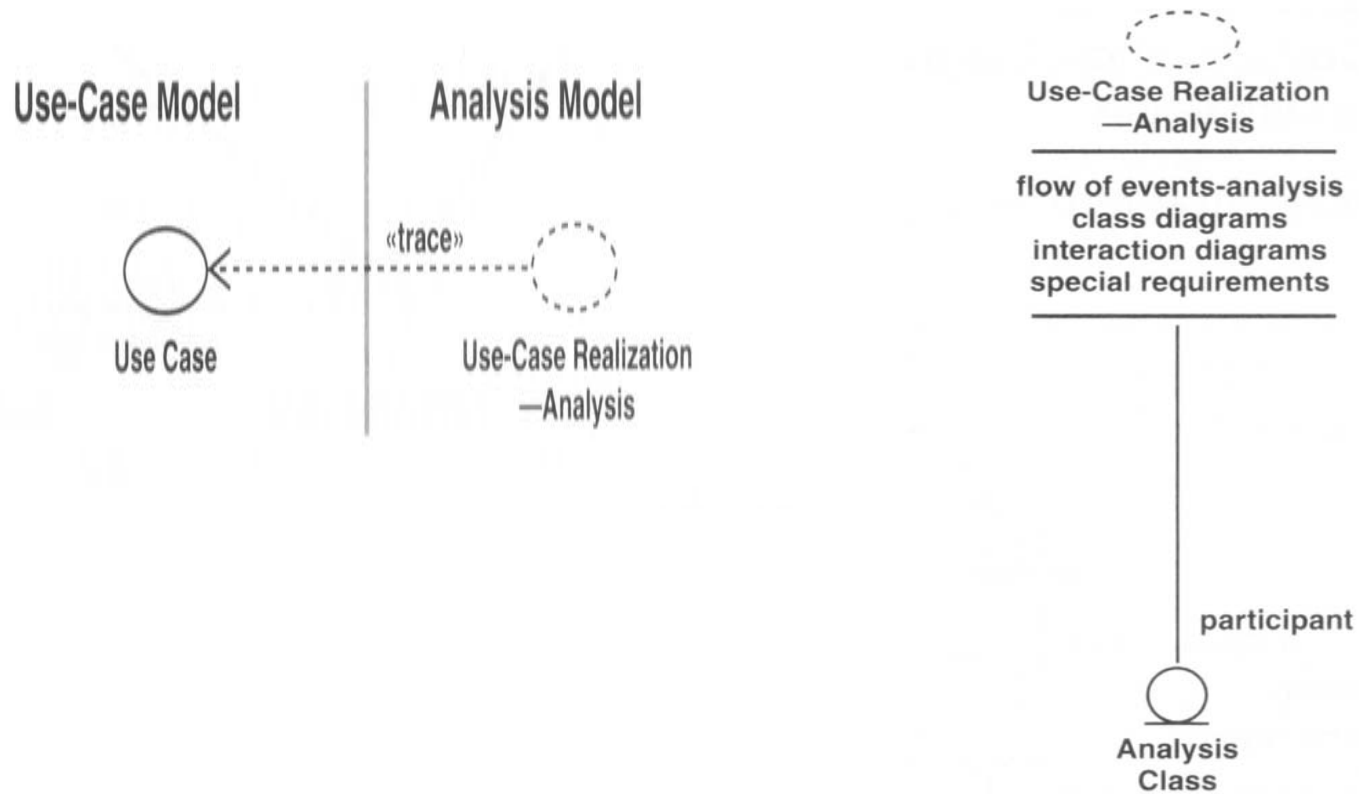 Use-Case Model
Analysis Model
«trace»
Use Case
Use-Case Realization
—Analysis
Use-Case Realization
—Analysis
flow of events-analysis
class diagrams
interaction diagrams
special requirements
participant
Analysis
Class